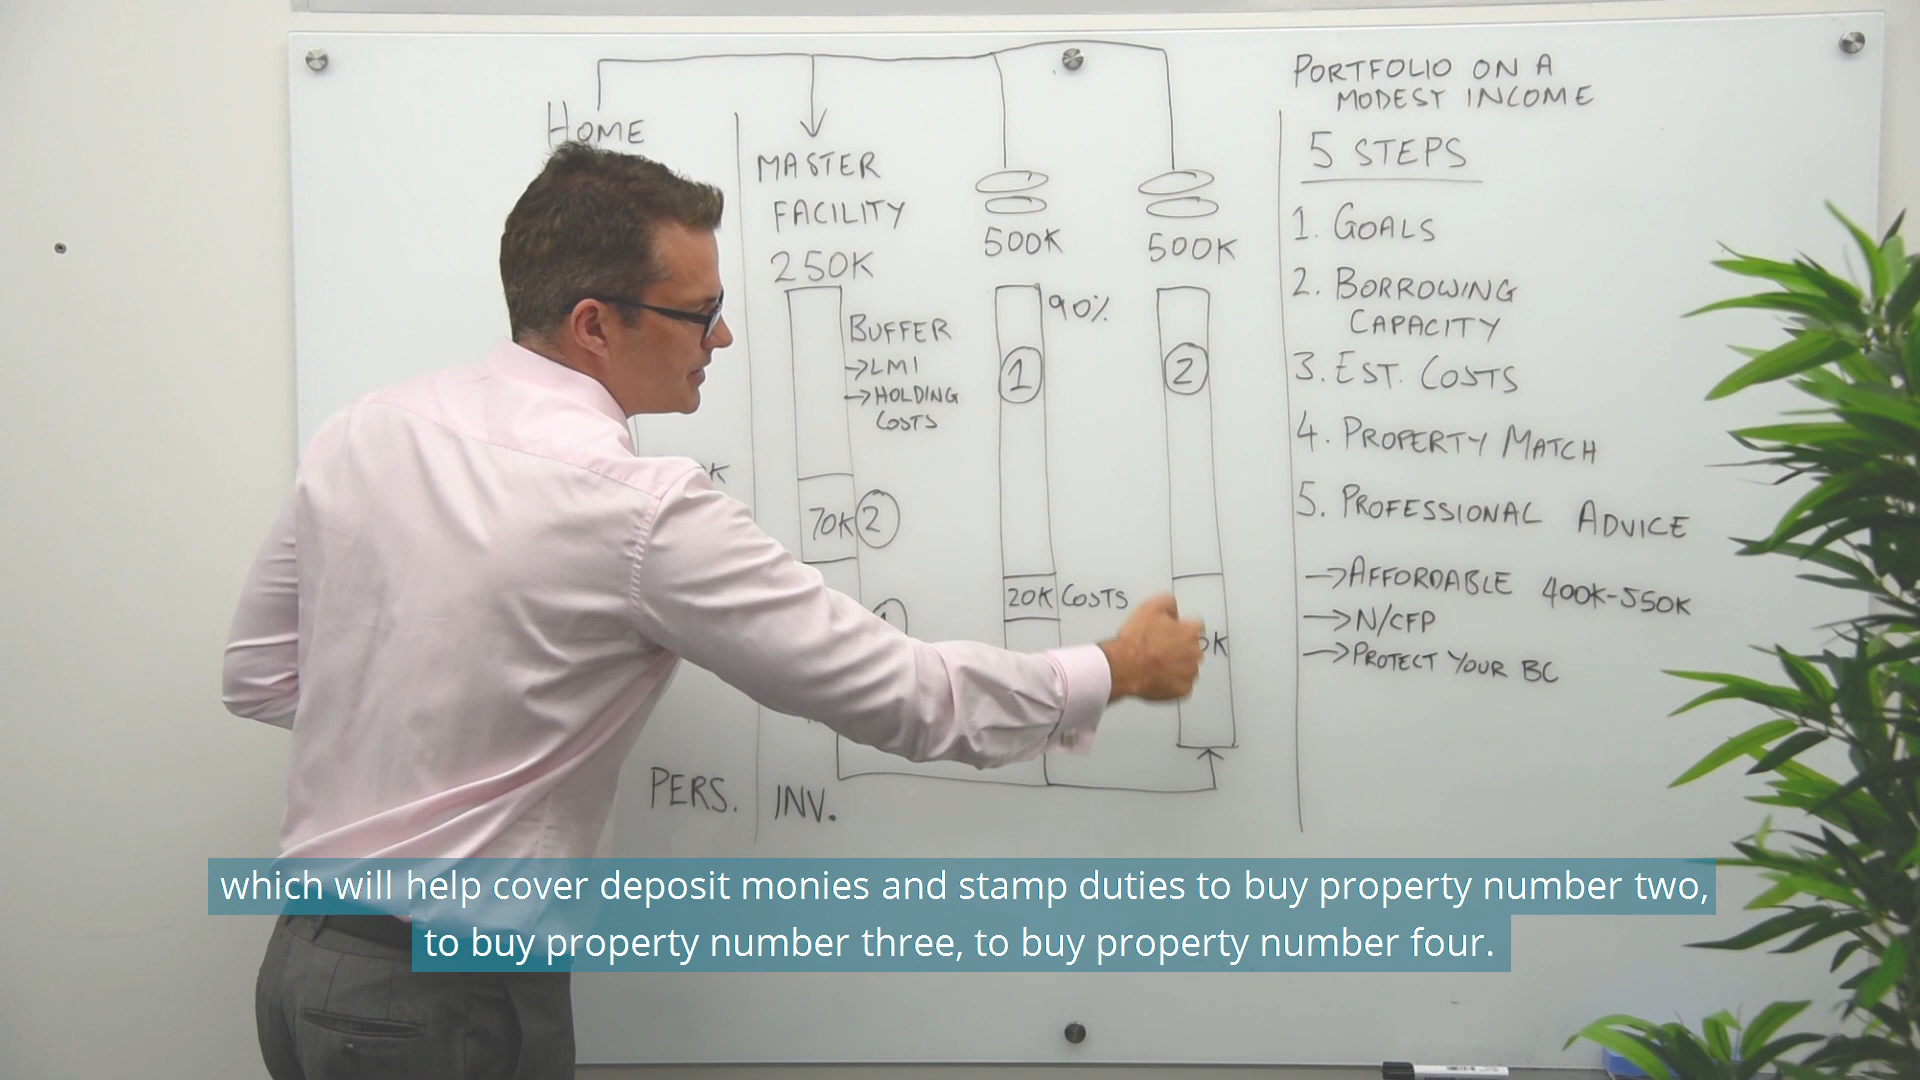 HOME
MASTER
FACILITY
250K
BUFFER
→LMI
→HOLDING
COSTS
70K
2
PERS.
INV.
500K
90%
1
20K COSTS
500K
2
PORTFOLIO ON A
MODEST INCOME
5 STEPS
1. GOALS
2. BORROWING
CAPACITY
3. EST. COSTS
4. PROPERTY MATCH
5. PROFESSIONAL ADVICE
→AFFORDABLE 400K-550K
→N/CFP
→PROTECT YOUR BC
which will help cover deposit monies and stamp duties to buy property number two,
to buy property number three, to buy property number four.